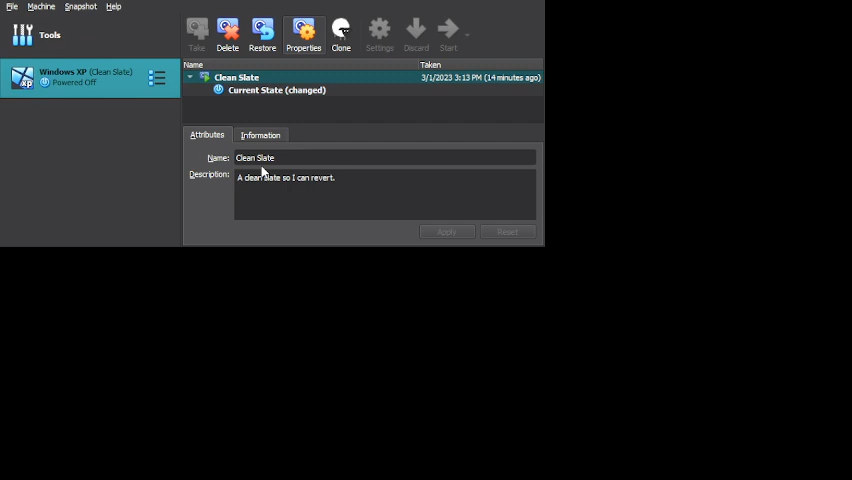 File Machine Snapshot Help
Tools
Take Delete Restore Properties Clone Settings Discard Start
Windows XP (Clean Slate)
Powered Off
xp
Name Taken
Clean Slate 3/1/2023 3:13 PM (14 minutes ago)
Current State (changed)
Attributes Information
Name: Clean Slate
Description: A clean slate so I can revert.
Apply Reset